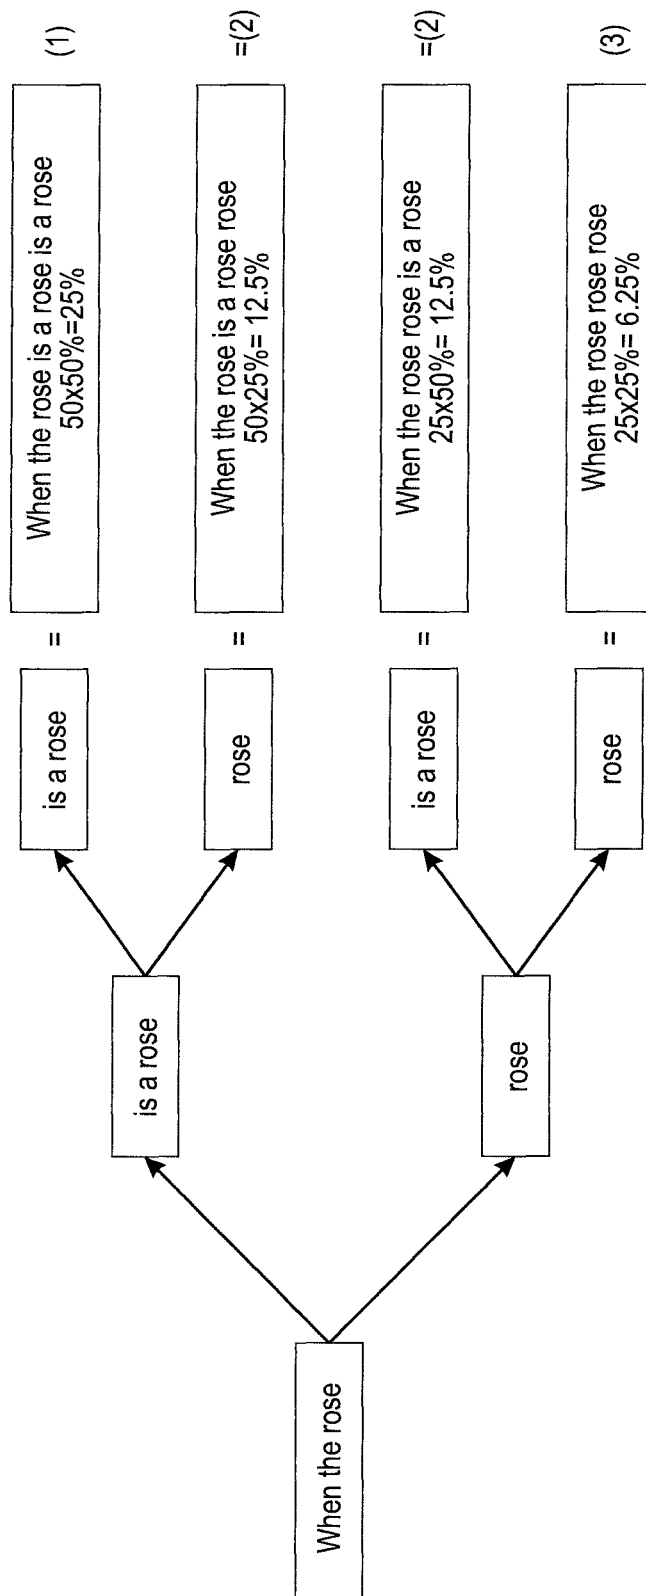 When the rose
is a rose
rose
is a rose
rose
is a rose
rose
=
=
=
=
When the rose is a rose is a rose
50x50%=25%
When the rose is a rose rose
50x25%= 12.5%
When the rose rose is a rose
25x50%= 12.5%
When the rose rose rose
25x25%= 6.25%
(1)
=(2)
=(2)
(3)